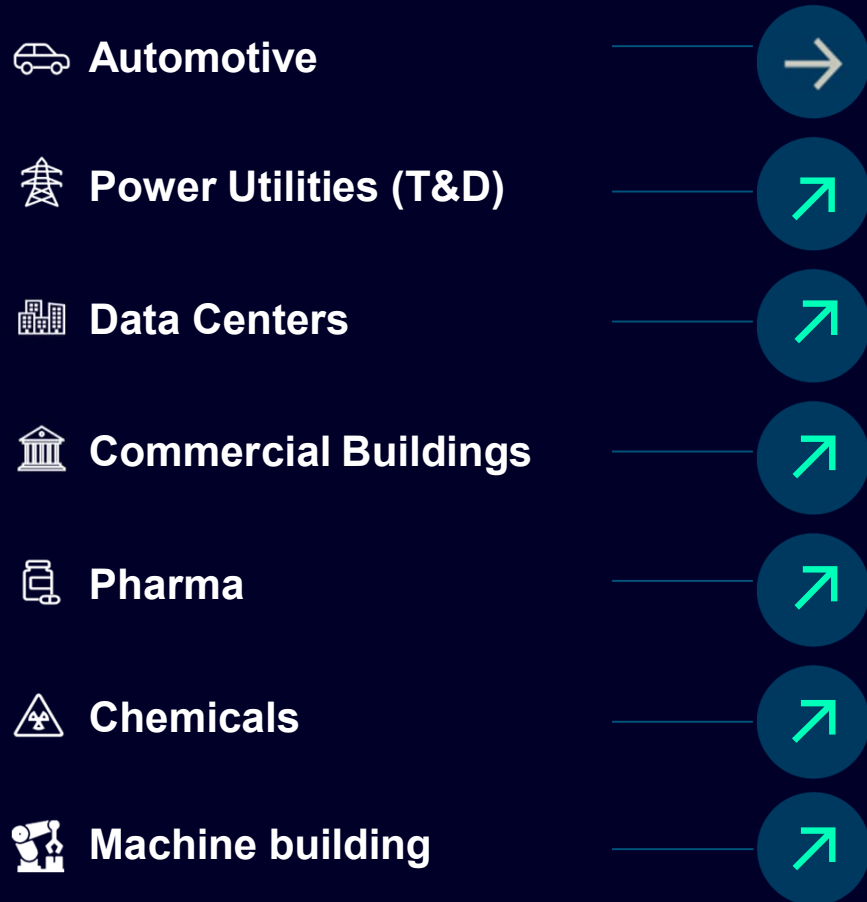 Automotive
Power Utilities (T&D)
Data Centers
Commercial Buildings
Pharma
Chemicals
Machine building